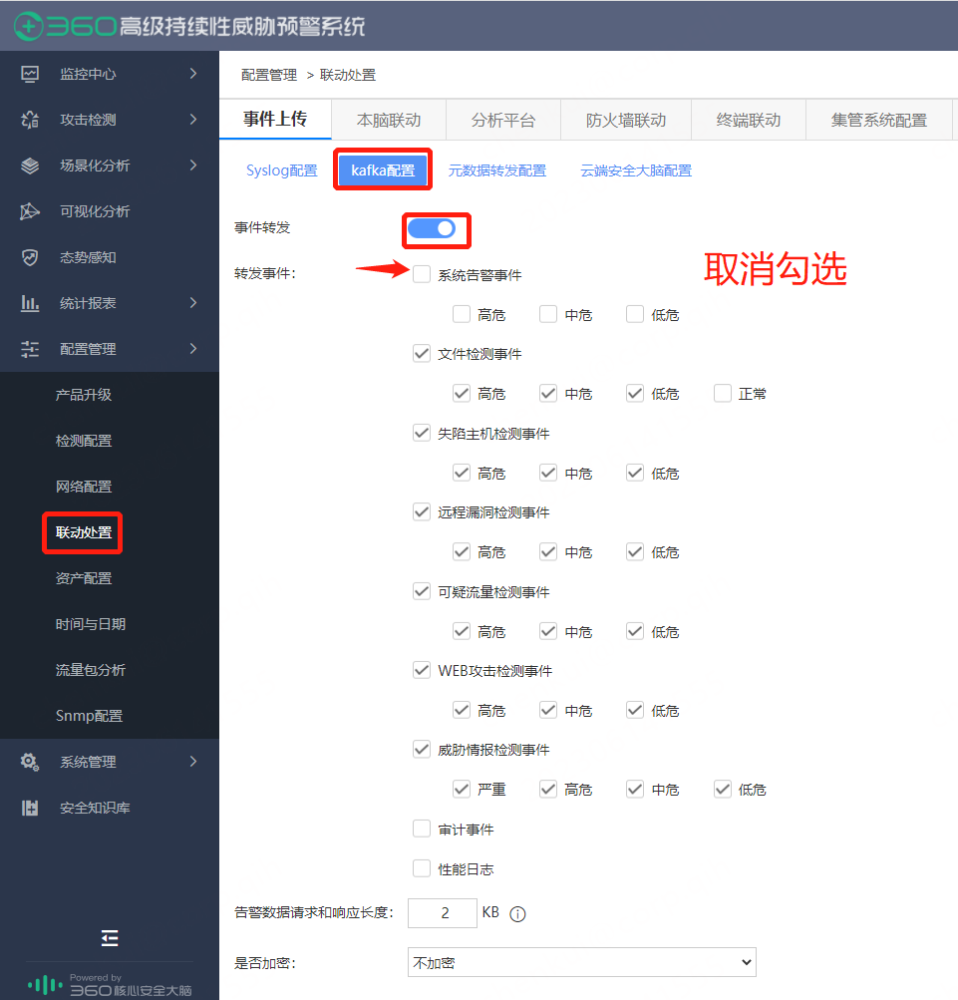 360高级持续性威胁预警系统
监控中心
攻击检测
场景化分析
可视化分析
态势感知
统计报表
配置管理
产品升级
检测配置
网络配置
联动处置
资产配置
时间与日期
流量包分析
Snmp配置
系统管理
安全知识库
Powered by
360核心安全大脑
配置管理 > 联动处置
事件上传 本脑联动 分析平台 防火墙联动 终端联动 集管系统配置
Syslog配置 kafka配置 元数据转发配置 云端安全大脑配置
事件转发
转发事件： 系统告警事件 取消勾选
高危 中危 低危
文件检测事件
高危 中危 低危 正常
失陷主机检测事件
高危 中危 低危
远程漏洞检测事件
高危 中危 低危
可疑流量检测事件
高危 中危 低危
WEB攻击检测事件
高危 中危 低危
威胁情报检测事件
严重 高危 中危 低危
审计事件
性能日志
告警数据请求和响应长度： 2 KB
是否加密： 不加密